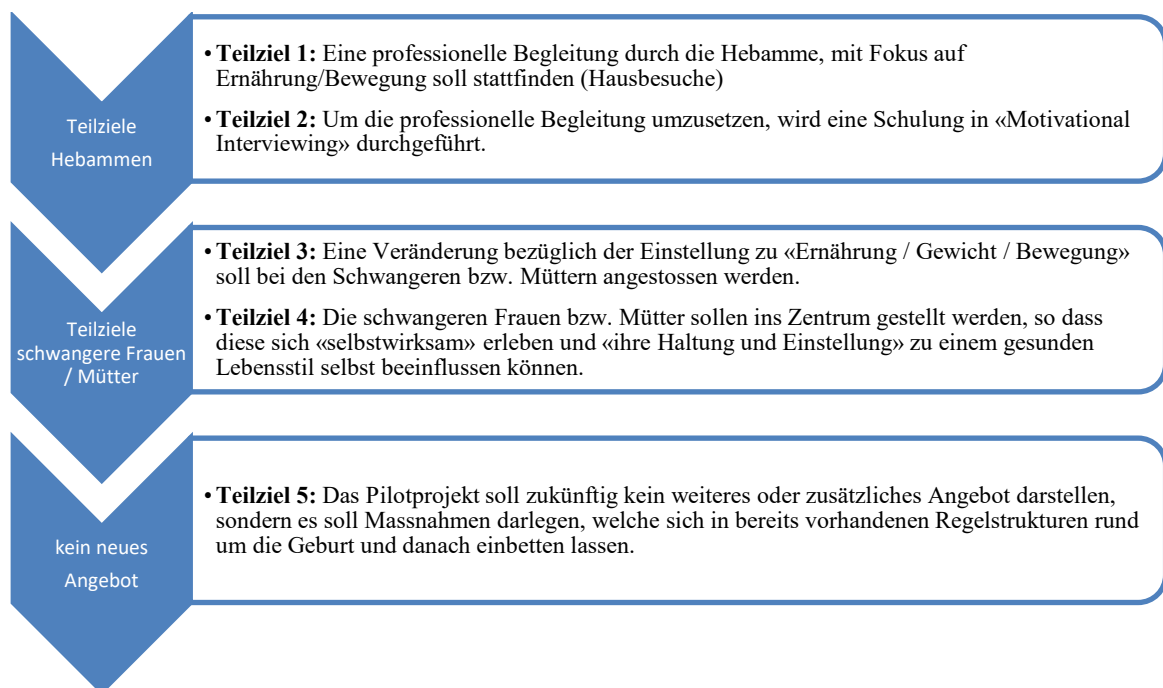 Teilziele
Hebammen
• Teilziel 1: Eine professionelle Begleitung durch die Hebamme, mit Fokus auf
Ernährung/Bewegung soll stattfinden (Hausbesuche)
• Teilziel 2: Um die professionelle Begleitung umzusetzen, wird eine Schulung in «Motivational
Interviewing» durchgeführt.
Teilziele
schwangere Frauen
/ Mütter
• Teilziel 3: Eine Veränderung bezüglich der Einstellung zu «Ernährung / Gewicht / Bewegung»
soll bei den Schwangeren bzw. Müttern angestossen werden.
• Teilziel 4: Die schwangeren Frauen bzw. Mütter sollen ins Zentrum gestellt werden, so dass
diese sich «selbstwirksam» erleben und «ihre Haltung und Einstellung» zu einem gesunden
Lebensstil selbst beeinflussen können.
kein neues
Angebot
• Teilziel 5: Das Pilotprojekt soll zukünftig kein weiteres oder zusätzliches Angebot darstellen,
sondern es soll Massnahmen darlegen, welche sich in bereits vorhandenen Regelstrukturen rund
um die Geburt und danach einbetten lassen.